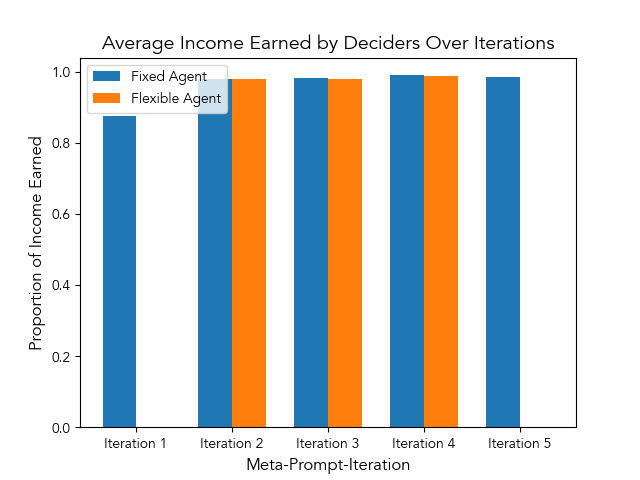 Average Income Earned by Deciders Over Iterations
1.0
0.8
0.6
0.4
0.2
0.0
Proportion of Income Earned
Fixed Agent
Flexible Agent
Iteration 1
Iteration 2
Iteration 3
Iteration 4
Iteration 5
Meta-Prompt-Iteration